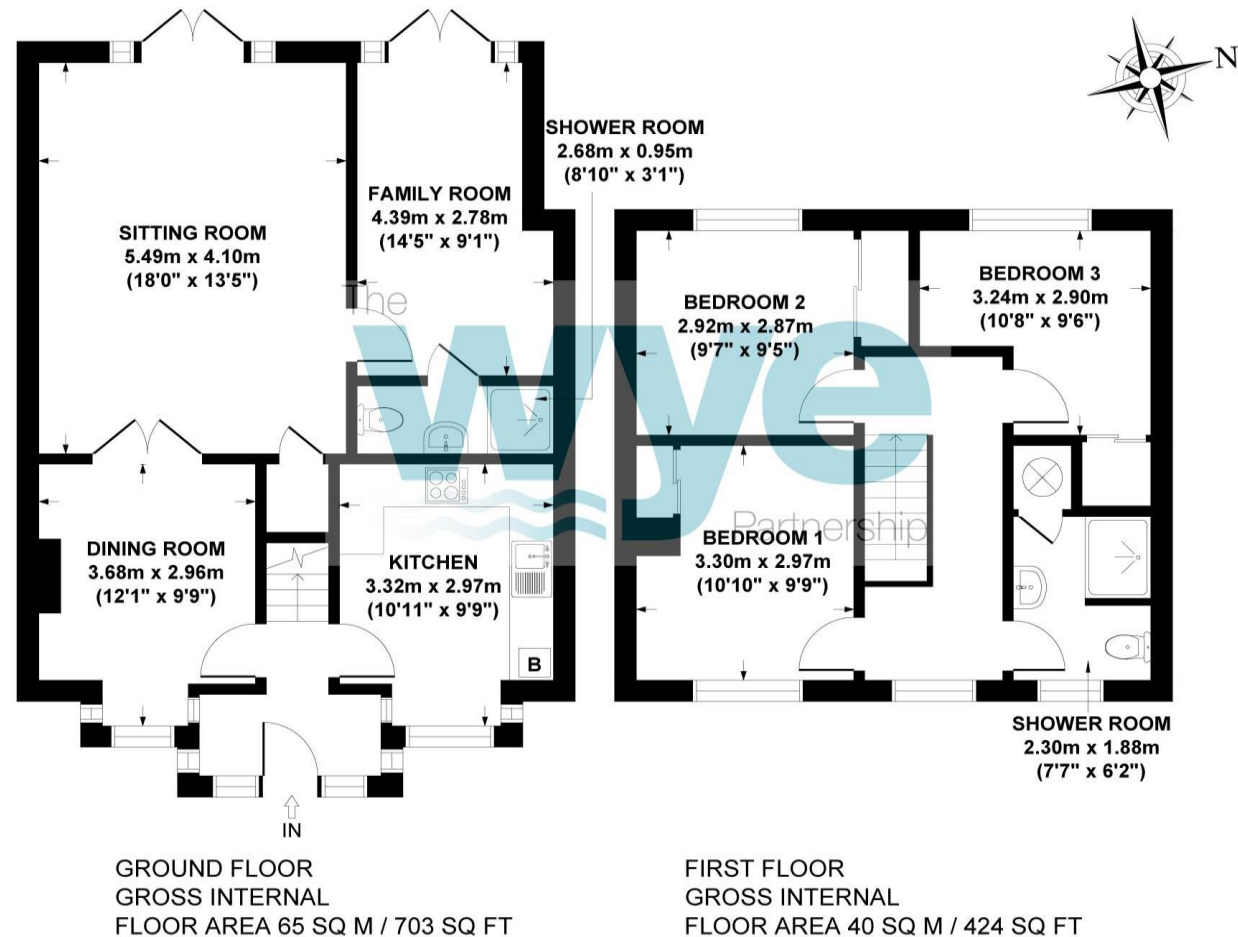 N
SHOWER ROOM
2.68m x 0.95m
(8'10" x 3'1")
FAMILY ROOM
4.39m x 2.78m
(14'5" x 9'1")
SITTING ROOM
5.49m x 4.10m
(18'0" x 13'5")
BEDROOM 2
2.92m x 2.87m
(9'7" x 9'5")
BEDROOM 3
3.24m x 2.90m
(10'8" x 9'6")
The
wye
Partnership
DINING ROOM
3.68m x 2.96m
(12'1" x 9'9")
KITCHEN
3.32m x 2.97m
(10'11" x 9'9")
B
BEDROOM 1
3.30m x 2.97m
(10'10" x 9'9")
SHOWER ROOM
2.30m x 1.88m
(7'7" x 6'2")
IN
GROUND FLOOR
GROSS INTERNAL
FLOOR AREA 65 SQ M / 703 SQ FT
FIRST FLOOR
GROSS INTERNAL
FLOOR AREA 40 SQ M / 424 SQ FT